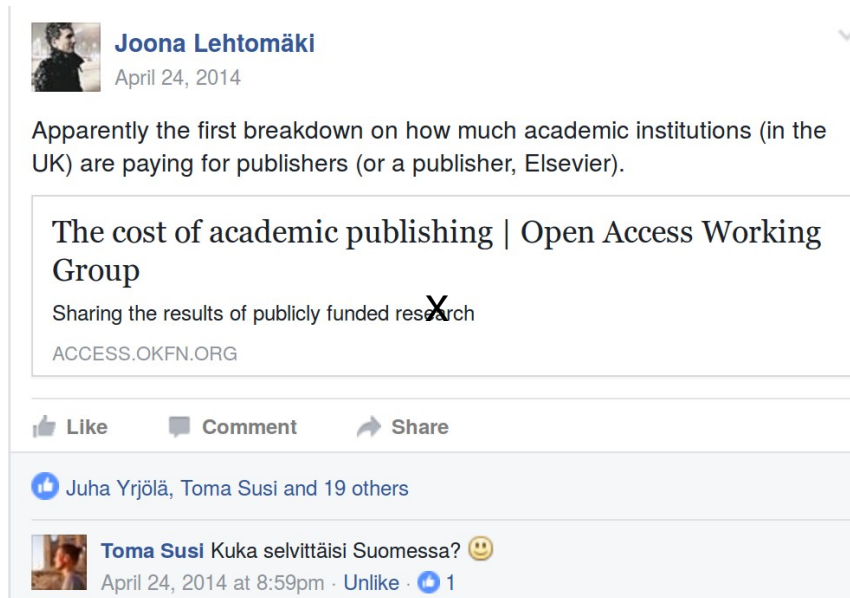 Joona Lehtomäki
April 24, 2014
Apparently the first breakdown on how much academic institutions (in the
UK) are paying for publishers (or a publisher, Elsevier).
The cost of academic publishing | Open Access Working
Group
Sharing the results of publicly funded research
X
ACCESS.OKFN.ORG
Like Comment Share
Juha Yrjölä, Toma Susi and 19 others
Toma Susi Kuka selvittäisi Suomessa? 🙂
April 24, 2014 at 8:59pm · Unlike · 1